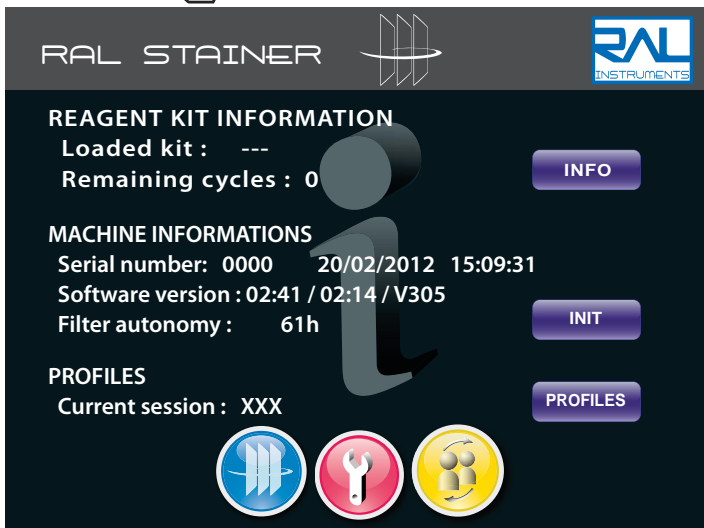 RAL STAINER
RAL
INSTRUMENTS
REAGENT KIT INFORMATION
Loaded kit : ---
Remaining cycles : 0
INFO
MACHINE INFORMATIONS
Serial number: 0000 20/02/2012 15:09:31
Software version : 02:41 / 02:14 / V305
Filter autonomy : 61h
INIT
PROFILES
Current session : XXX
PROFILES